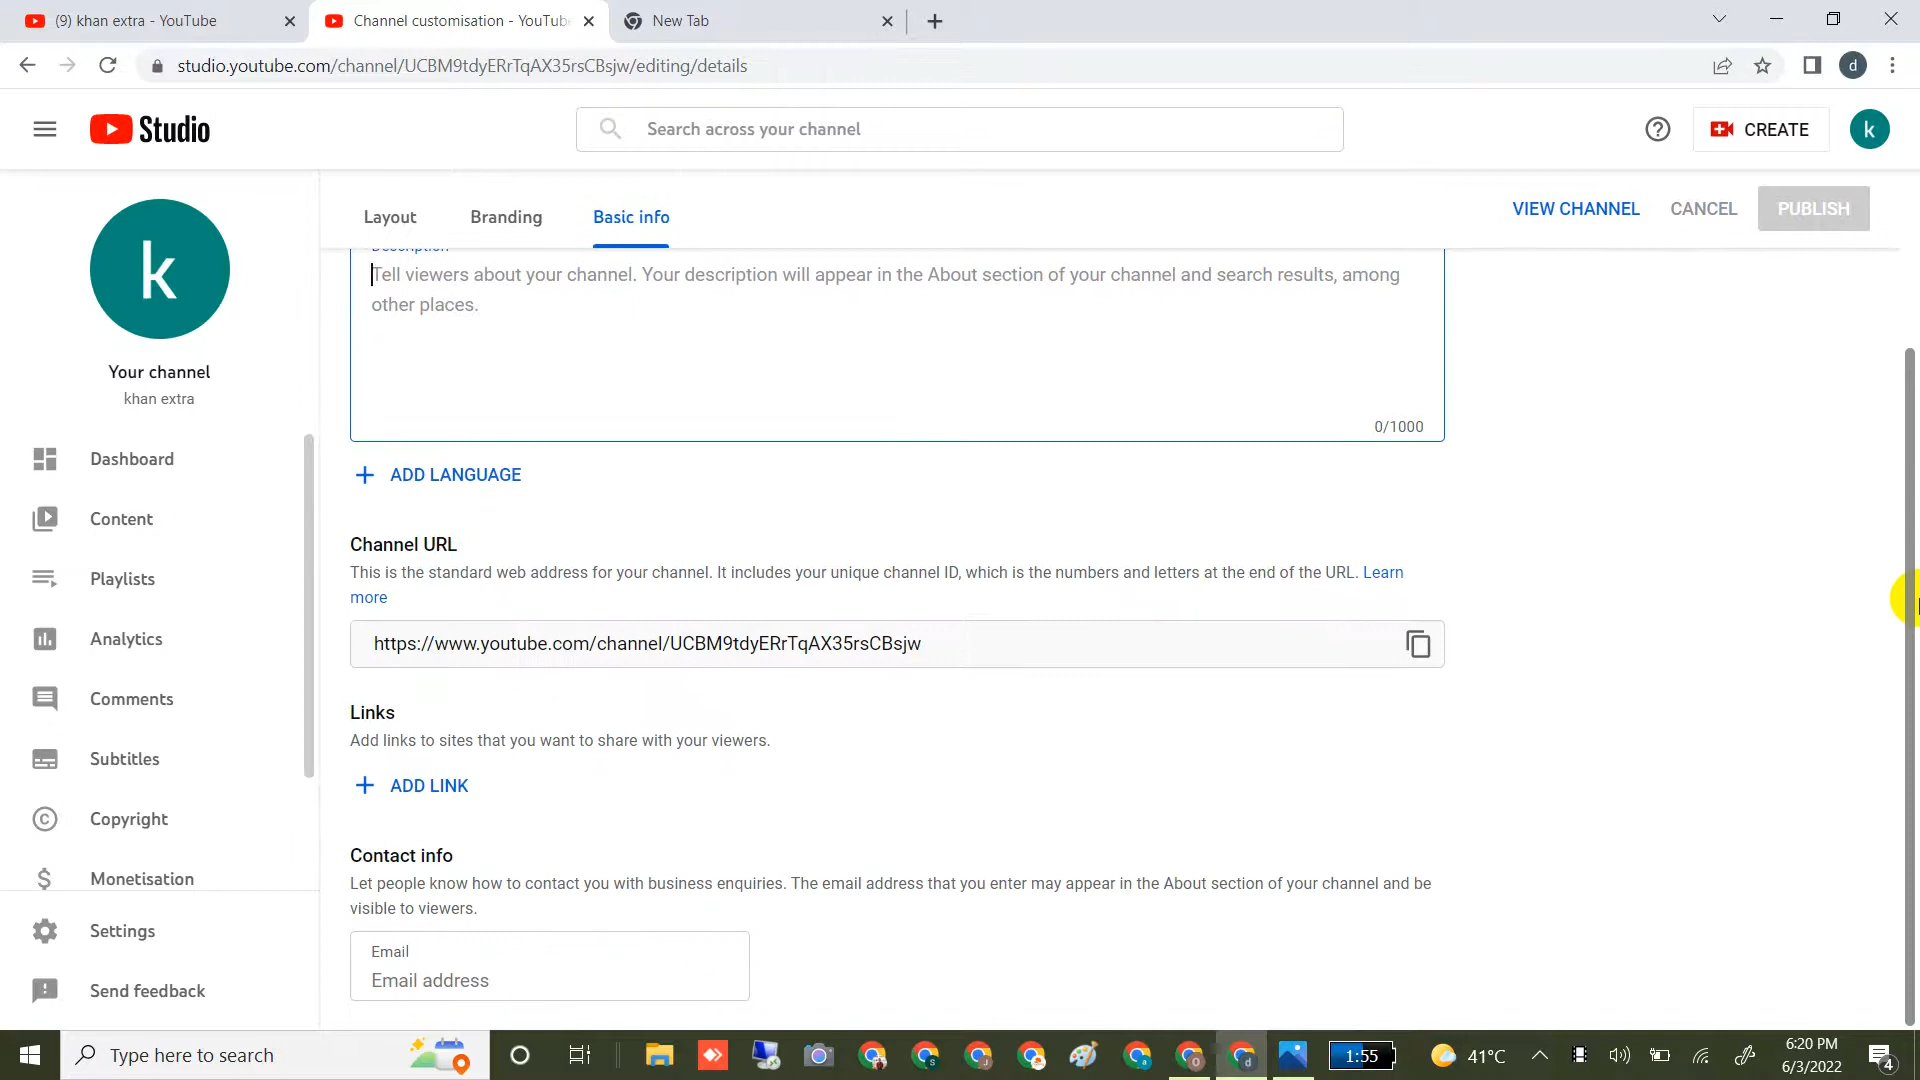 (9) khan extra - YouTube
Channel customisation - YouTub
New Tab
studio.youtube.com/channel/UCBM9tdyERrTqAX35rsCBsjw/editing/details
d
Studio
Search across your channel
CREATE
k
k
Your channel
khan extra
Dashboard
Content
Playlists
Analytics
Comments
Subtitles
Copyright
Monetisation
Settings
Send feedback
Layout
Branding
Basic info
VIEW CHANNEL
CANCEL
PUBLISH
Description
Tell viewers about your channel. Your description will appear in the About section of your channel and search results, among
other places.
0/1000
ADD LANGUAGE
Channel URL
This is the standard web address for your channel. It includes your unique channel ID, which is the numbers and letters at the end of the URL. Learn
more
https://www.youtube.com/channel/UCBM9tdyERrTqAX35rsCBsjw
Links
Add links to sites that you want to share with your viewers.
ADD LINK
Contact info
Let people know how to contact you with business enquiries. The email address that you enter may appear in the About section of your channel and be
visible to viewers.
Email
Email address
Type here to search
1:55
41°C
6:20 PM
6/3/2022
4